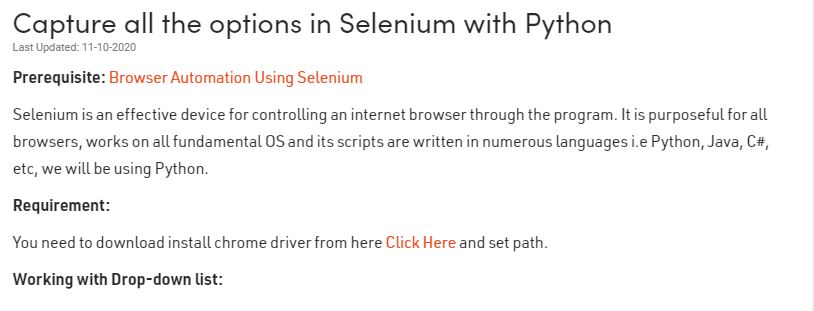 Capture all the options in Selenium with Python
Last Updated: 11-10-2020
Prerequisite: Browser Automation Using Selenium
Selenium is an effective device for controlling an internet browser through the program. It is purposeful for all
browsers, works on all fundamental OS and its scripts are written in numerous languages i.e Python, Java, C#,
etc, we will be using Python.
Requirement:
You need to download install chrome driver from here Click Here and set path.
Working with Drop-down list: